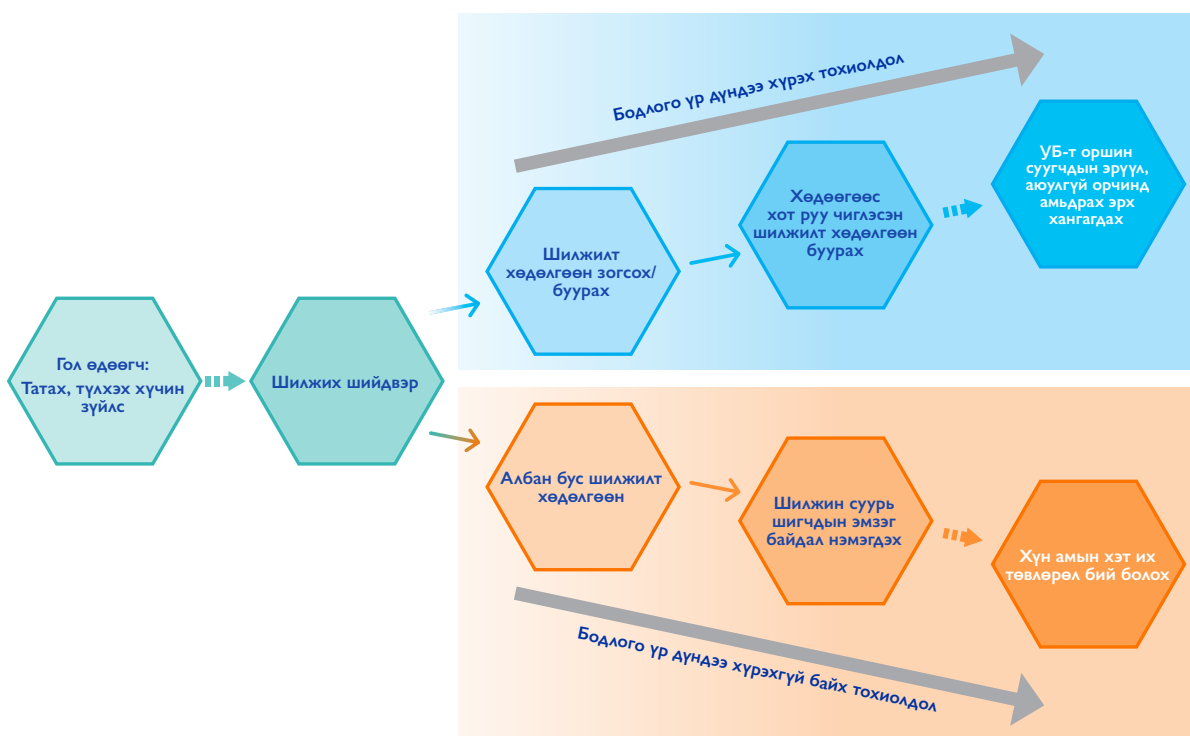 Гол өдөөгч:
Татах, түлхэх хүчин
зүйлс
Шилжих шийдвэр
Бодлого үр дүндээ хүрэх тохиолдол
Шилжилт
хөдөлгөөн зогсох/
буурах
Хөдөөгөөс
хот руу чиглэсэн
шилжилт хөдөлгөөн
буурах
УБ-т оршин
суугчдын эрүүл,
аюулгүй орчинд
амьдрах эрх
хангагдах
Албан бус шилжилт
хөдөлгөөн
Шилжин суурь
шигчдын эмзэг
байдал нэмэгдэх
Хүн амын хэт их
төвлөрөл бий болох
Бодлого үр дүндээ хүрэхгүй байх тохиолдол